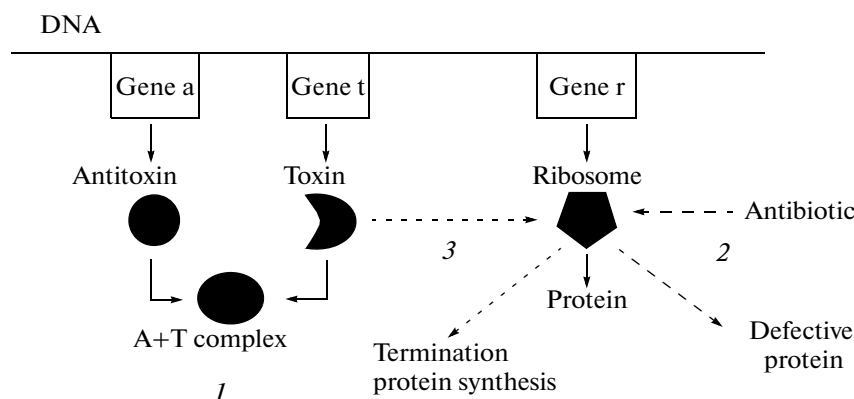 DNA
Gene a
Gene t
Gene r
Antitoxin
Toxin
Ribosome
Antibiotic
3
2
Protein
A+T complex
Termination
protein synthesis
Defective
protein
1